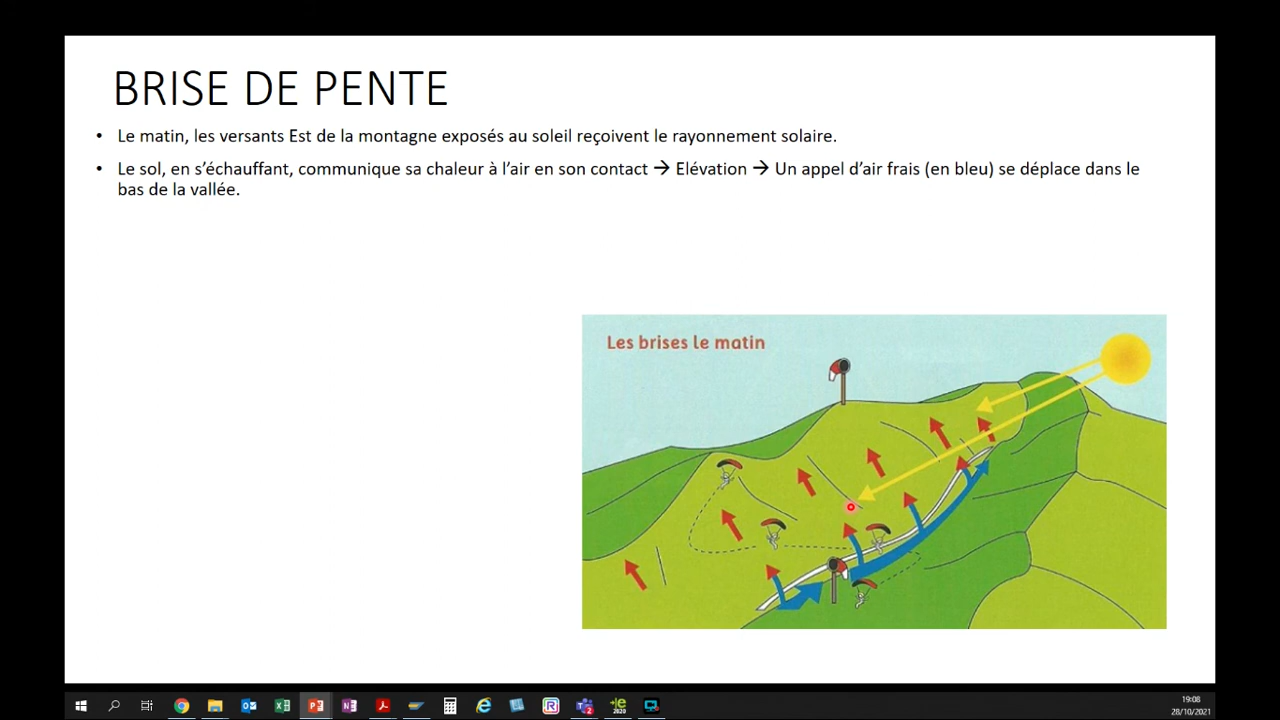 BRISE DE PENTE
• Le matin, les versants Est de la montagne exposés au soleil reçoivent le rayonnement solaire.
• Le sol, en s’échauffant, communique sa chaleur à l’air en son contact → Elévation → Un appel d’air frais (en bleu) se déplace dans le
bas de la vallée.
Les brises le matin
19:08
28/10/2021